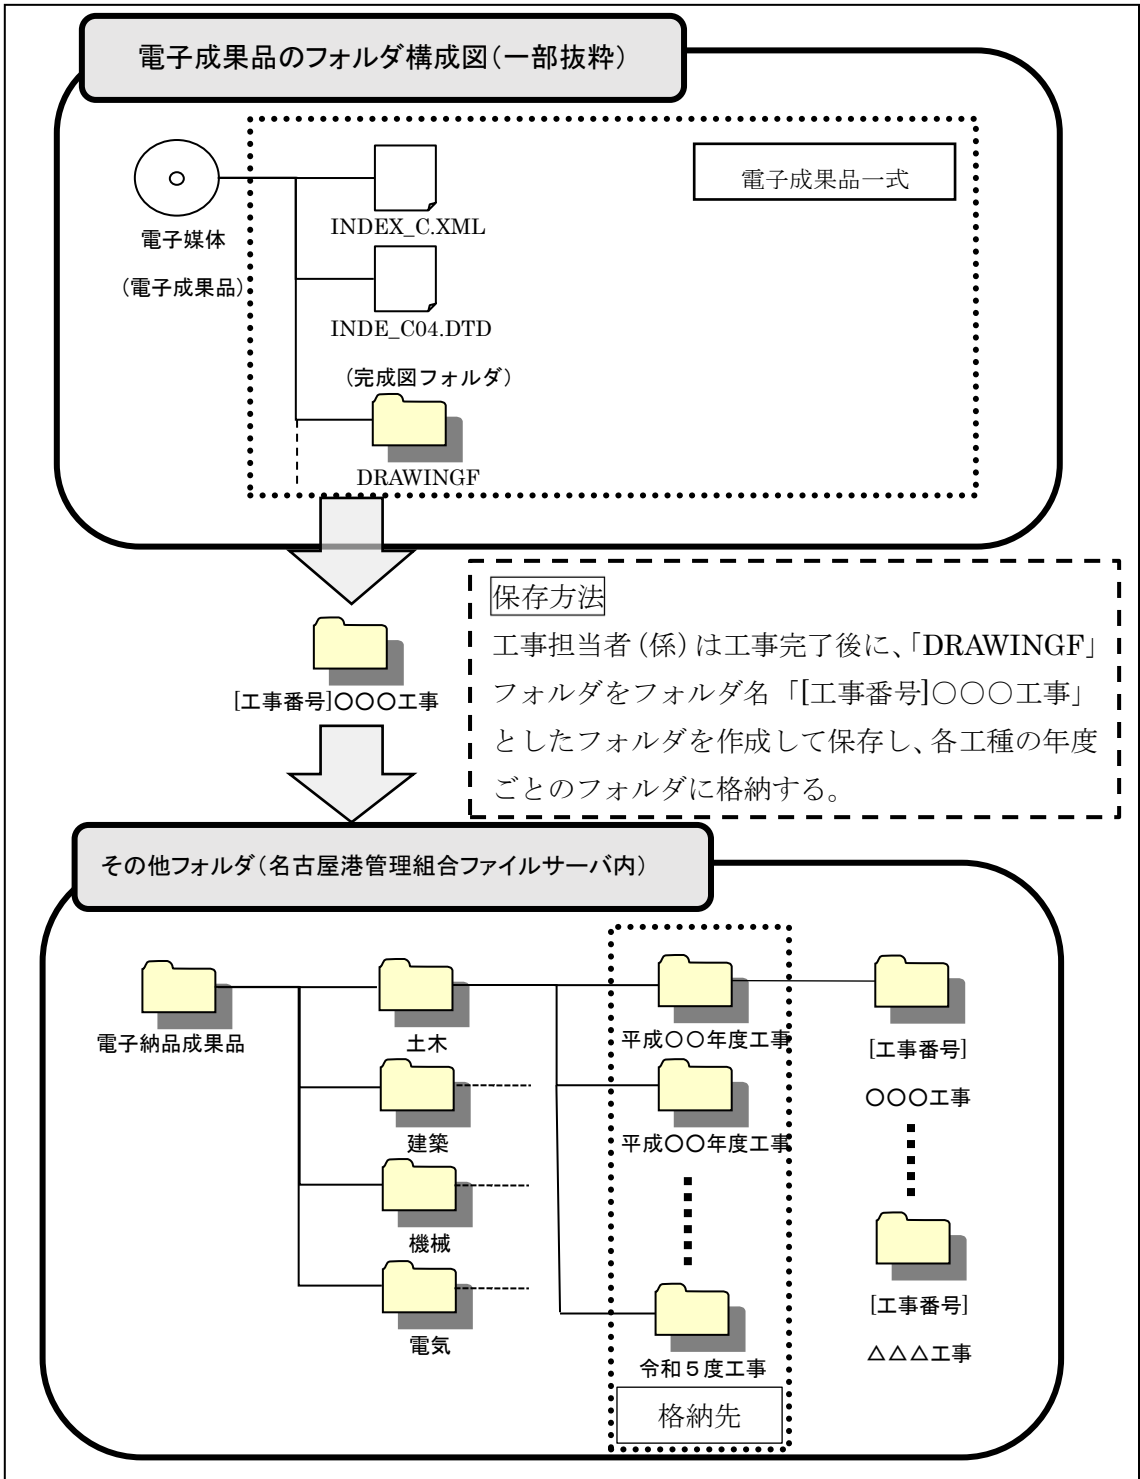 電子成果品のフォルダ構成図(一部抜粋)
電子成果品一式
INDEX_C.XML
電子媒体
(電子成果品)
INDE_C04.DTD
(完成図フォルダ)
DRAWINGF
保存方法
工事担当者(係)は工事完了後に、「DRAWINGF」
フォルダをフォルダ名「[工事番号]○○○工事」
としたフォルダを作成して保存し、各工種の年度
ごとのフォルダに格納する。
[工事番号]○○○工事
その他フォルダ(名古屋港管理組合ファイルサーバ内)
電子納品成果品
土木
平成○○年度工事
[工事番号]
○○○工事
建築
平成○○年度工事
機械
電気
令和5度工事
[工事番号]
△△△工事
格納先